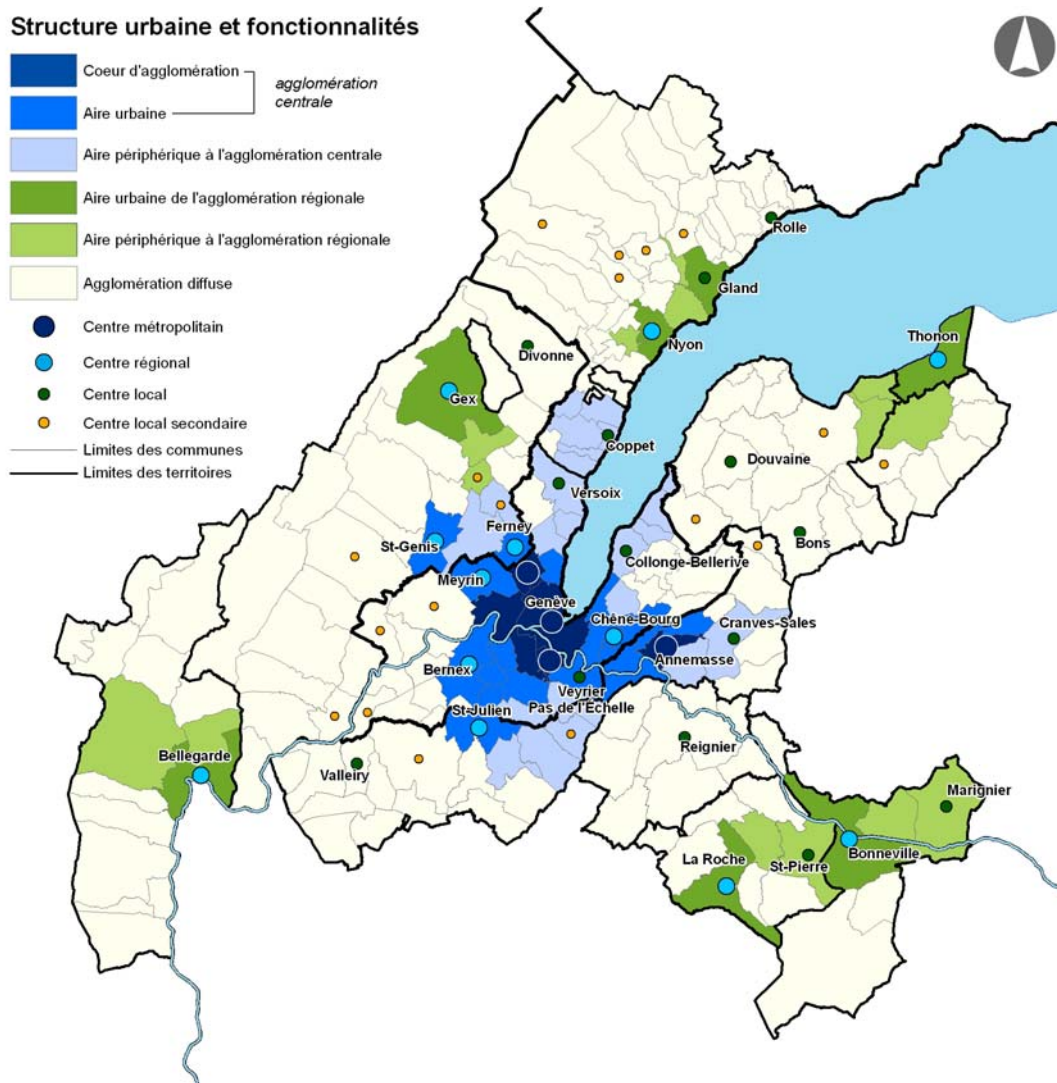 Structure urbaine et fonctionnalités
Coeur d'agglomération
agglomération
centrale
Aire urbaine
Aire périphérique à l'agglomération centrale
Aire urbaine de l'agglomération régionale
Aire périphérique à l'agglomération régionale
Agglomération diffuse
Centre métropolitain
Centre régional
Centre local
Centre local secondaire
Limites des communes
Limites des territoires
Rolle
Gland
Nyon
Thonon
Divonne
Gex
Coppet
Douvaine
Versoix
Ferney
St-Genis
Bons
Collonge-Bellerive
Meyrin
Genève
Chêne-Bourg
Cranves-Sales
Annemasse
Bernex
Veyrier
Pas de l'Echelle
St-Julien
Reignier
Bellegarde
Valleiry
Marignier
Bonneville
La Roche
St-Pierre